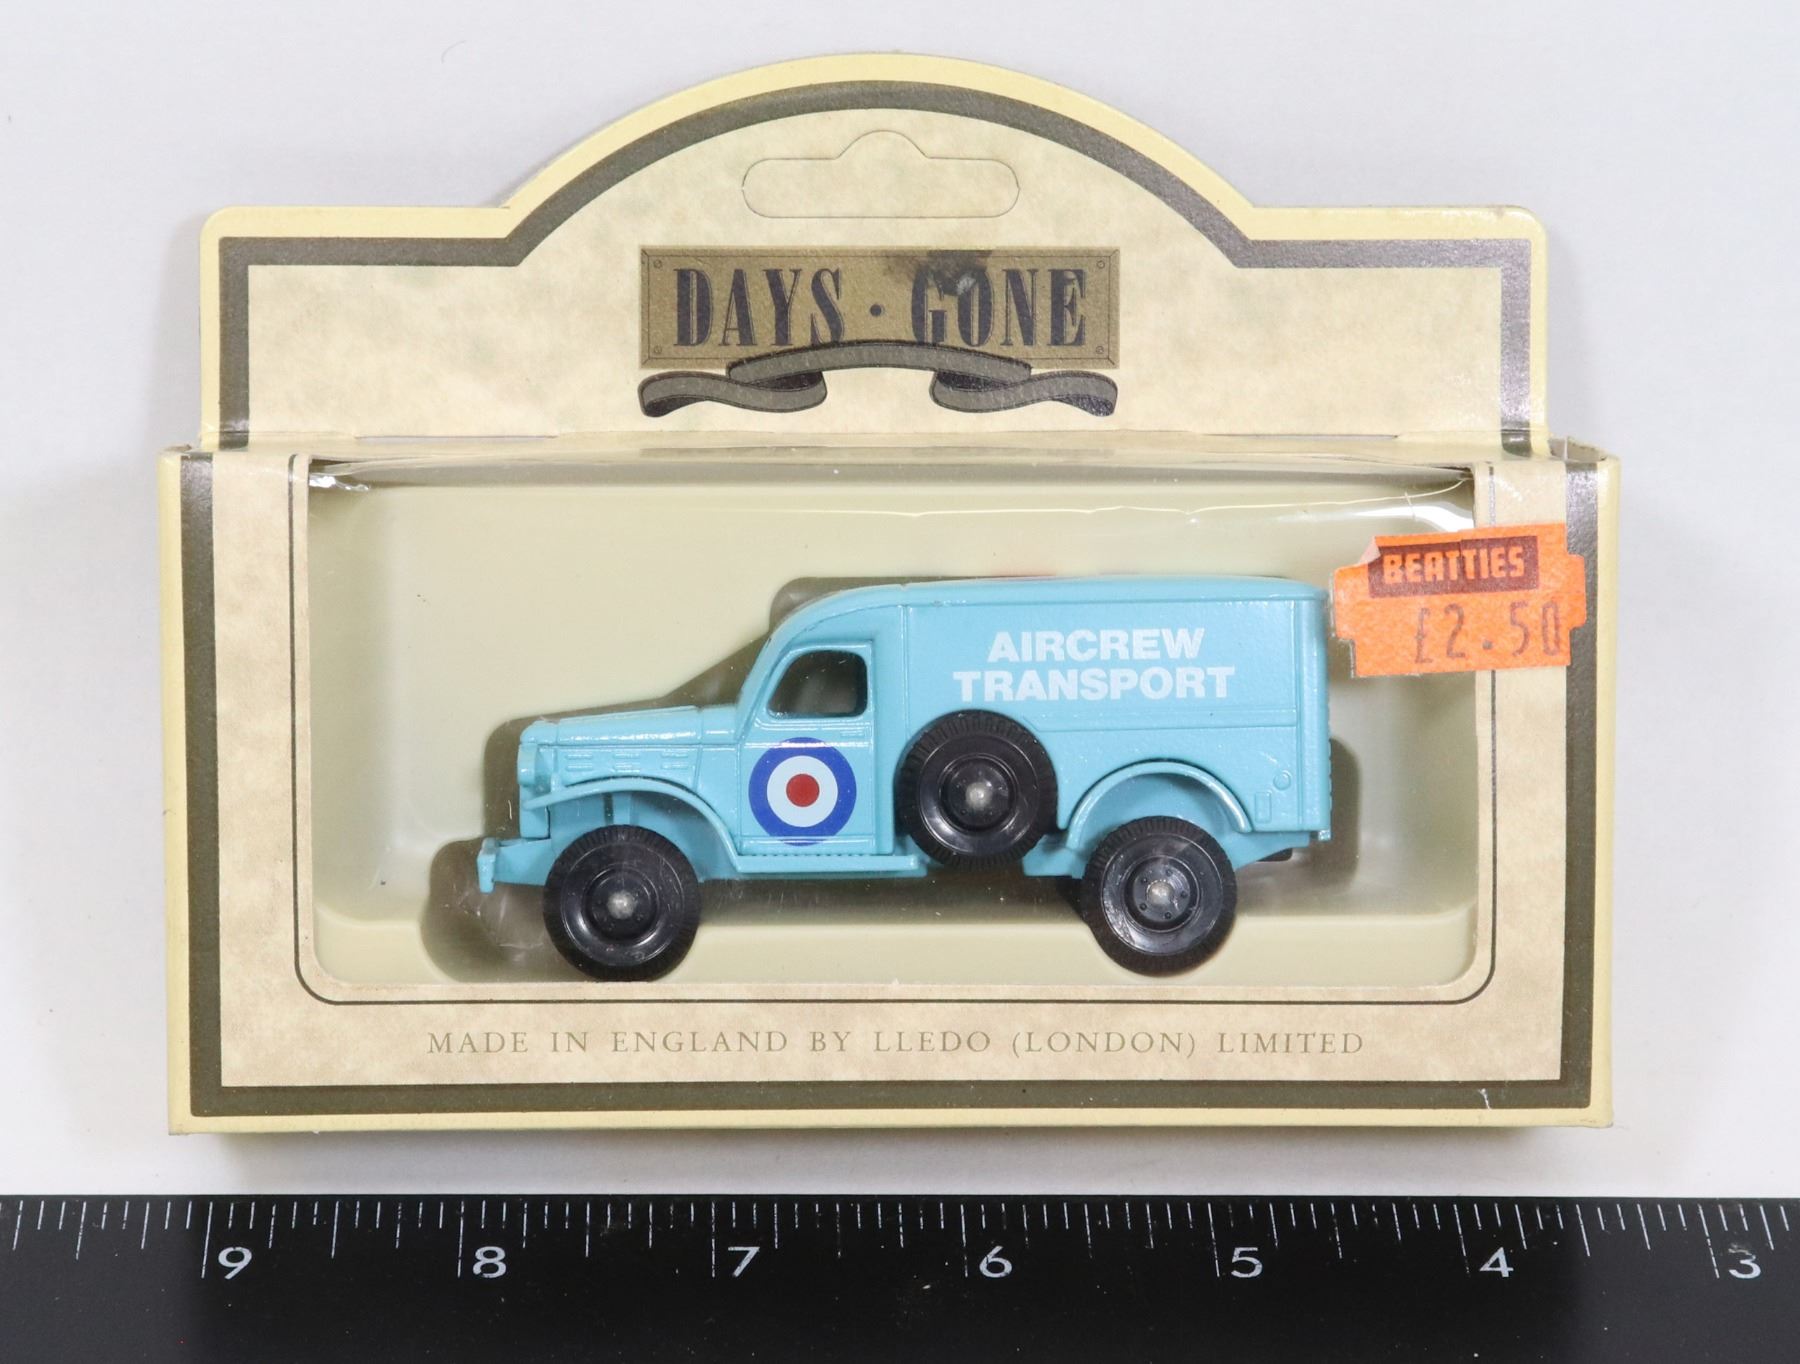 DAYS · GONE
BEATTIES
£2.50
AIRCREW
TRANSPORT
MADE IN ENGLAND BY LLEDO (LONDON) LIMITED
9 8 7 6 5 4 3